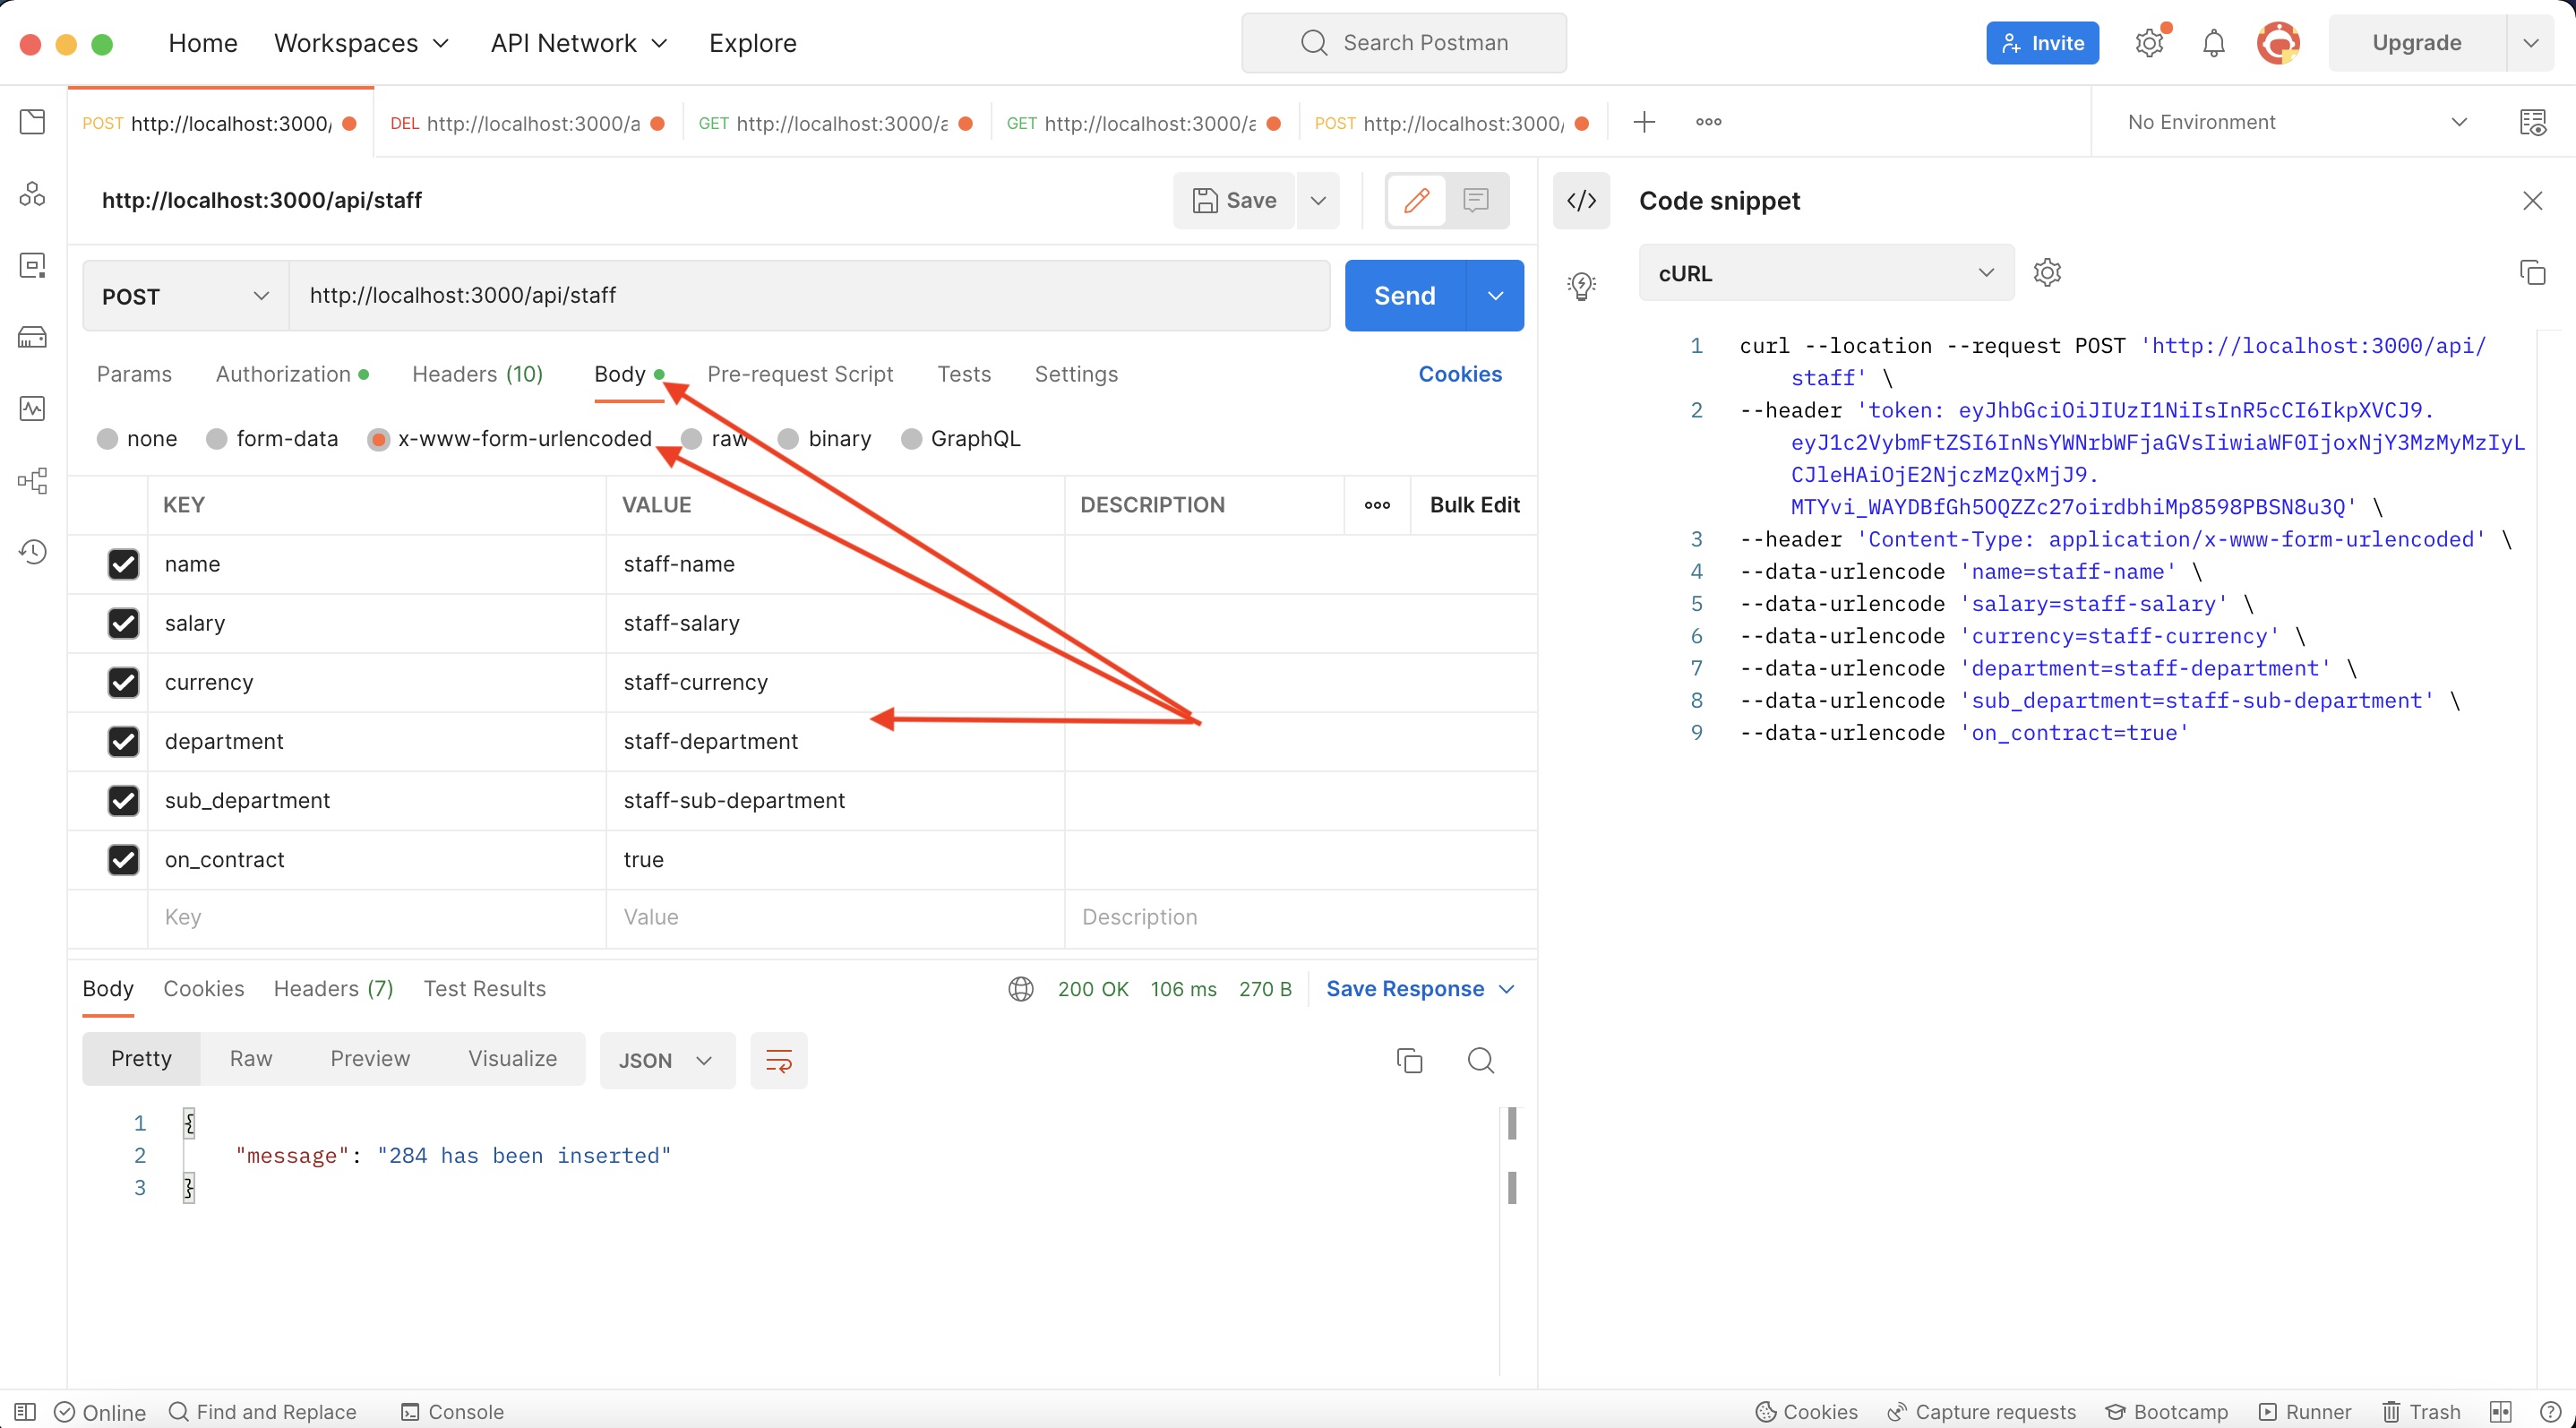 Home
Workspaces
API Network
Explore
Search Postman
Invite
Upgrade
POST http://localhost:3000/
DEL http://localhost:3000/a
GET http://localhost:3000/a
GET http://localhost:3000/a
POST http://localhost:3000/
No Environment
http://localhost:3000/api/staff
Save
POST
http://localhost:3000/api/staff
Send
Params
Authorization
Headers (10)
Body
Pre-request Script
Tests
Settings
Cookies
none
form-data
x-www-form-urlencoded
raw
binary
GraphQL
KEY VALUE DESCRIPTION Bulk Edit
name staff-name
salary staff-salary
currency staff-currency
department staff-department
sub_department staff-sub-department
on_contract true
Key Value Description
Body
Cookies
Headers (7)
Test Results
200 OK 106 ms 270 B
Save Response
Pretty
Raw
Preview
Visualize
JSON
1 {
2 "message": "284 has been inserted"
3 }
Code snippet
cURL
1 curl --location --request POST 'http://localhost:3000/api/
staff' \
2 --header 'token: eyJhbGciOiJIUzI1NiIsInR5cCI6IkpXVCJ9.
eyJ1c2VybmFtZSI6InNsYWNrbWFjaGVsIiwiaWF0IjoxNjY3MzMyMzIyL
CJleHAiOjE2NjczMzQxMjJ9.
MTYvi_WAYDBfGh5OQZZc27oirdbhiMp8598PBSN8u3Q' \
3 --header 'Content-Type: application/x-www-form-urlencoded' \
4 --data-urlencode 'name=staff-name' \
5 --data-urlencode 'salary=staff-salary' \
6 --data-urlencode 'currency=staff-currency' \
7 --data-urlencode 'department=staff-department' \
8 --data-urlencode 'sub_department=staff-sub-department' \
9 --data-urlencode 'on_contract=true'
Online
Find and Replace
Console
Cookies
Capture requests
Bootcamp
Runner
Trash